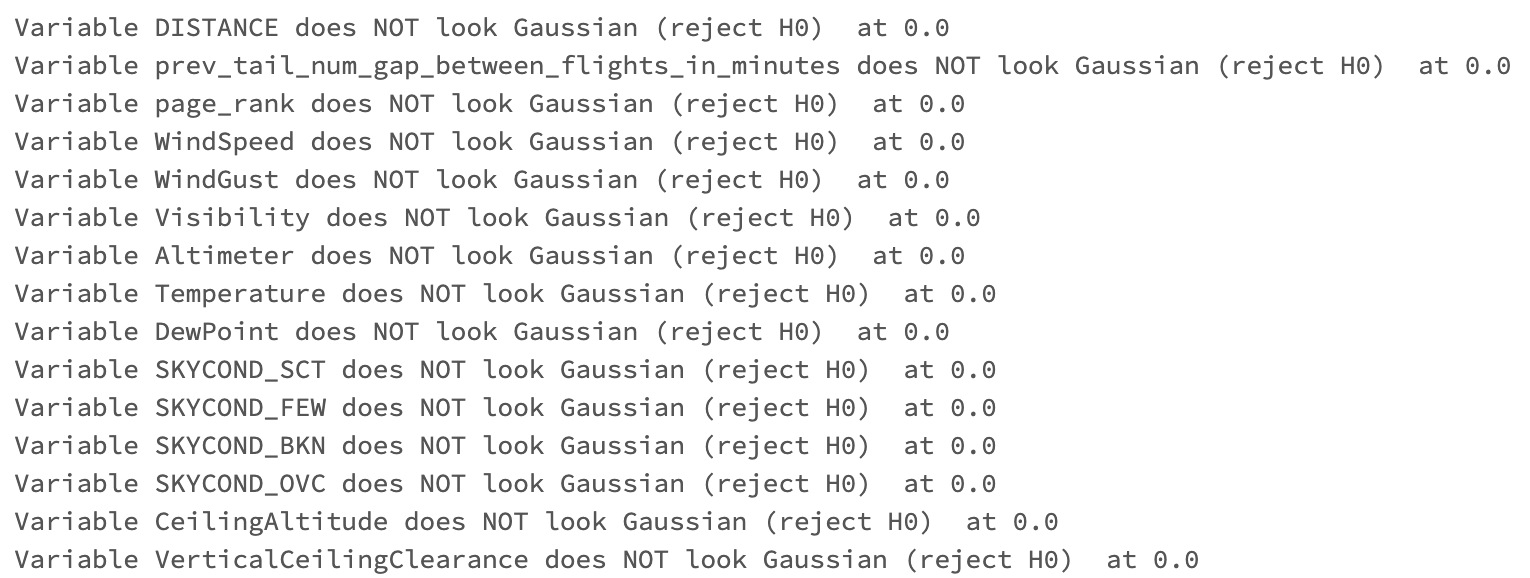 Variable DISTANCE does NOT look Gaussian (reject H0)  at 0.0
Variable prev_tail_num_gap_between_flights_in_minutes does NOT look Gaussian (reject H0)  at 0.0
Variable page_rank does NOT look Gaussian (reject H0)  at 0.0
Variable WindSpeed does NOT look Gaussian (reject H0)  at 0.0
Variable WindGust does NOT look Gaussian (reject H0)  at 0.0
Variable Visibility does NOT look Gaussian (reject H0)  at 0.0
Variable Altimeter does NOT look Gaussian (reject H0)  at 0.0
Variable Temperature does NOT look Gaussian (reject H0)  at 0.0
Variable DewPoint does NOT look Gaussian (reject H0)  at 0.0
Variable SKYCOND_SCT does NOT look Gaussian (reject H0)  at 0.0
Variable SKYCOND_FEW does NOT look Gaussian (reject H0)  at 0.0
Variable SKYCOND_BKN does NOT look Gaussian (reject H0)  at 0.0
Variable SKYCOND_OVC does NOT look Gaussian (reject H0)  at 0.0
Variable CeilingAltitude does NOT look Gaussian (reject H0)  at 0.0
Variable VerticalCeilingClearance does NOT look Gaussian (reject H0)  at 0.0